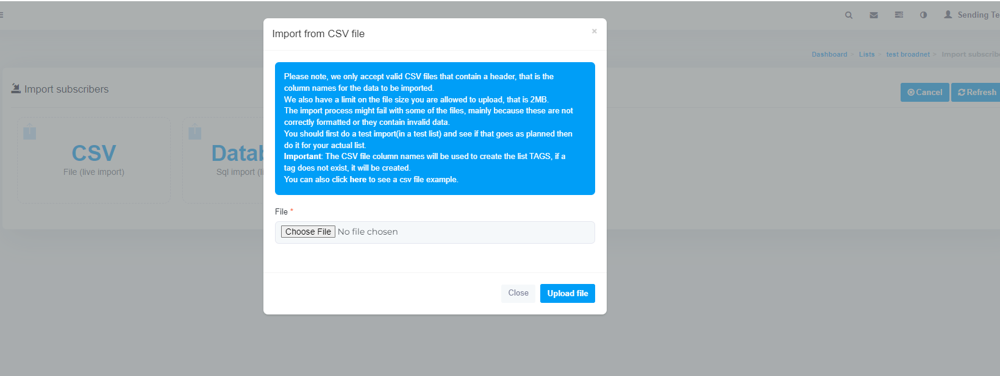 Sending Te
Import from CSV file
×
Dashboard > Lists > test broadnet > Import subscribe
Please note, we only accept valid CSV files that contain a header, that is the
column names for the data to be imported.
We also have a limit on the file size you are allowed to upload, that is 2MB.
The import process might fail with some of the files, mainly because these are not
correctly formatted or they contain invalid data.
You should first do a test import(in a test list) and see if that goes as planned then
do it for your actual list.
Important: The CSV file column names will be used to create the list TAGS, if a
tag does not exist, it will be created.
You can also click here to see a csv file example.
Import subscribers
Cancel
Refresh
CSV
File (live import)
Datab
Sql import (li
File *
Choose File No file chosen
Close
Upload file